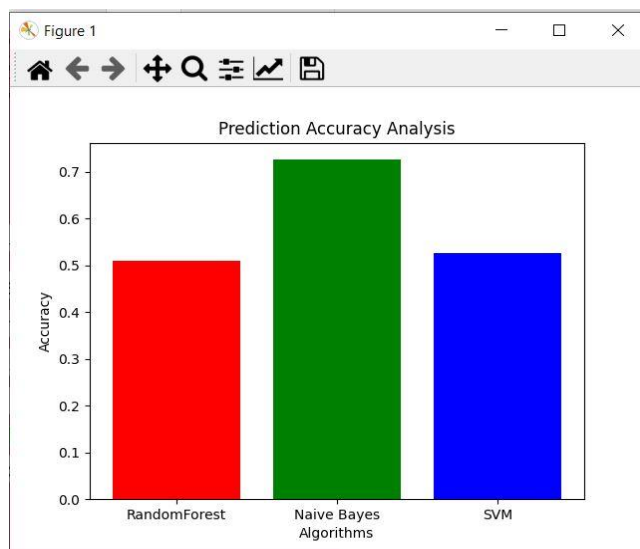 Figure 1
Prediction Accuracy Analysis
0.7
0.6
0.5
0.4
0.3
0.2
0.1
0.0
Accuracy
RandomForest Naive Bayes SVM
Algorithms